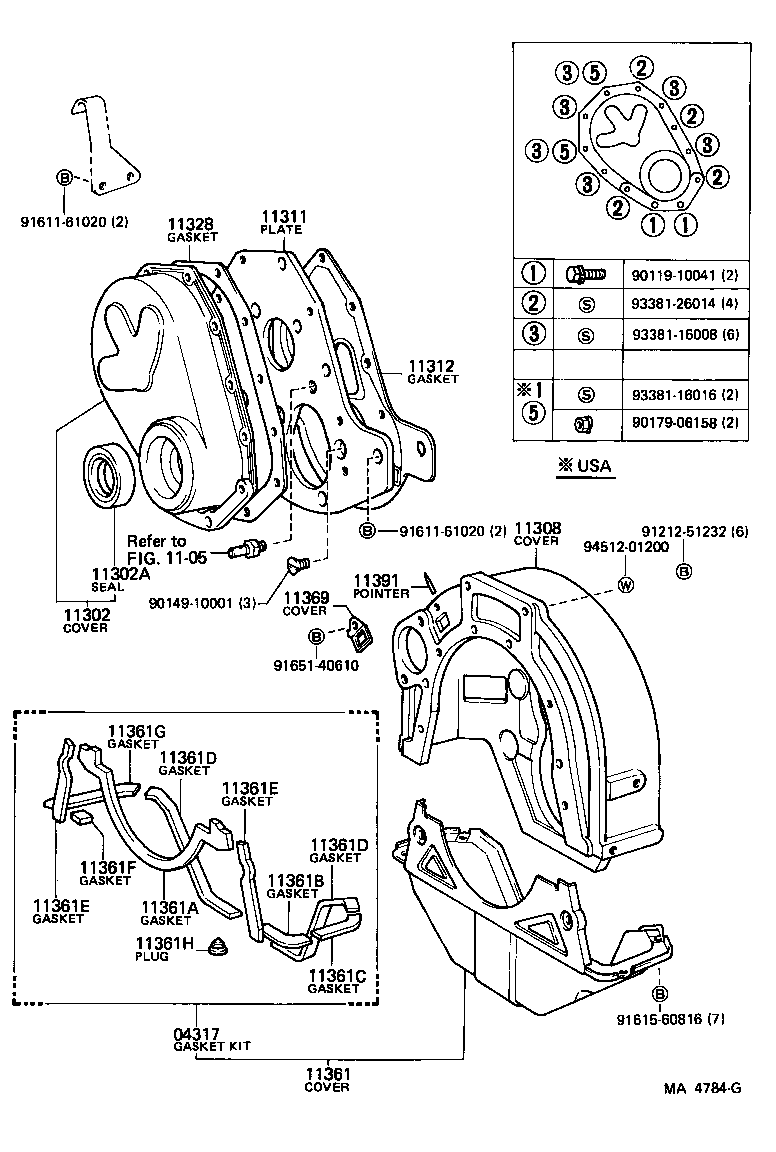 3 5 2
3
3
2
3
3 5
3
2
2
1 1
B
91611-61020 (2)
11328
GASKET
11311
PLATE
11312
GASKET
1 90119-10041 (2)
2 S 93381-26014 (4)
3 S 93381-16008 (6)
※1
5
S 93381-16016 (2)
90179-06158 (2)
※ USA
B 91611-61020 (2)
Refer to
FIG. 11-05
11302A
SEAL
11302
COVER
90149-10001 (3)
11369
COVER
B
91651-40610
11391
POINTER
11308
COVER
91212-51232 (6)
94512-01200
W
B
11361G
GASKET
11361D
GASKET
11361E
GASKET
11361D
GASKET
11361F
GASKET
11361B
GASKET
11361E
GASKET
11361A
GASKET
11361H
PLUG
11361C
GASKET
04317
GASKET KIT
11361
COVER
B
91615-60816 (7)
MA 4784-G